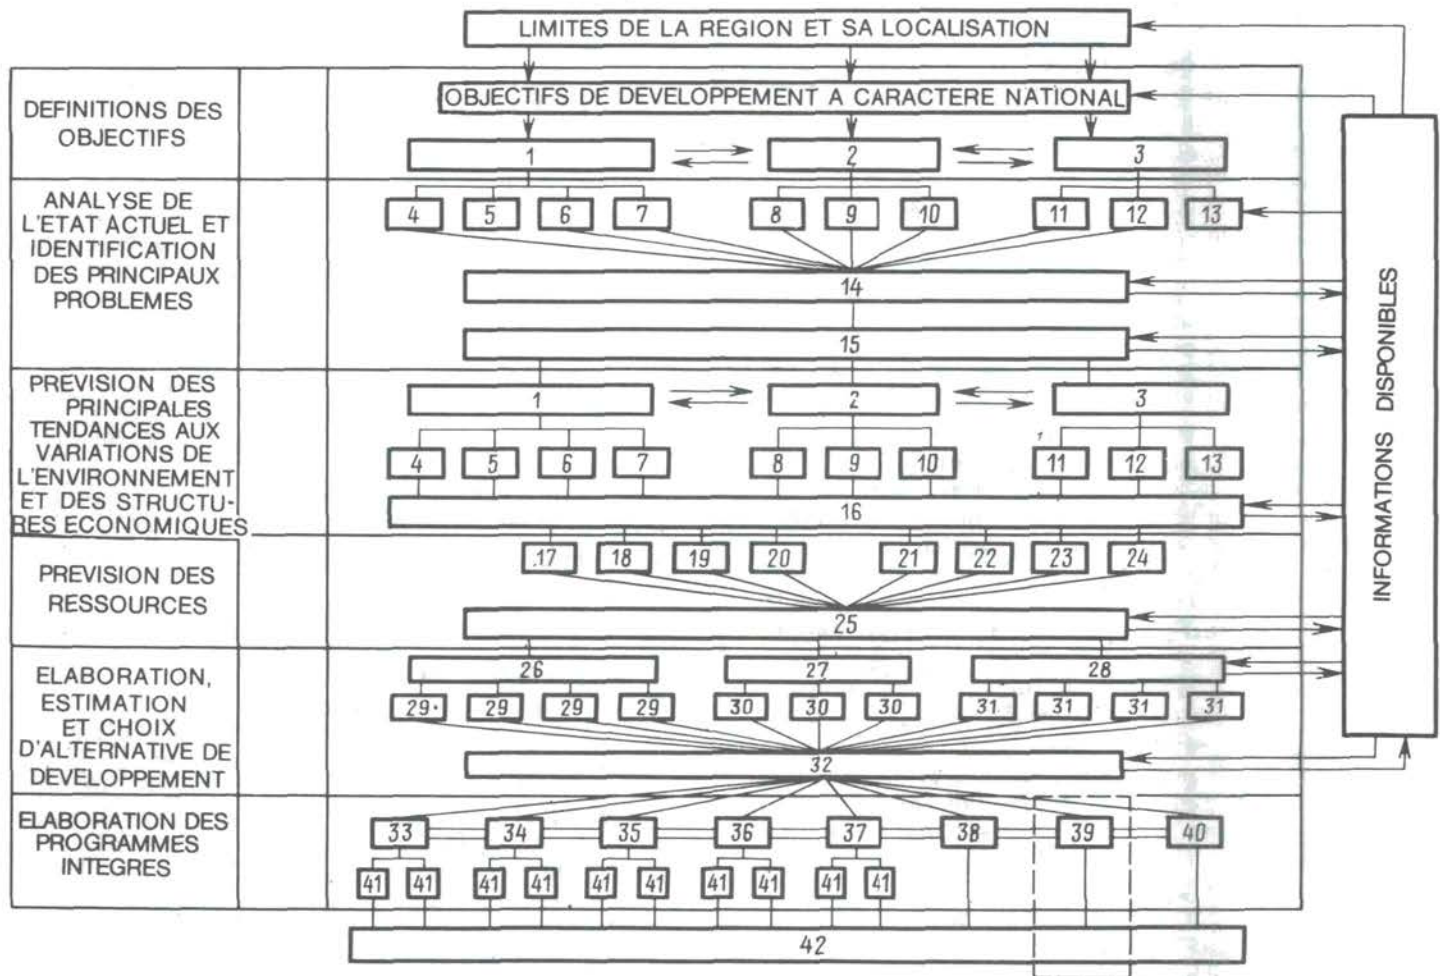 LIMITES DE LA REGION ET SA LOCALISATION
OBJECTIFS DE DEVELOPPEMENT A CARACTERE NATIONAL
DEFINITIONS DES
OBJECTIFS
1 2 3
ANALYSE DE
L'ETAT ACTUEL ET
IDENTIFICATION
DES PRINCIPAUX
PROBLEMES
4 5 6 7 8 9 10 11 12 13
14
15
PREVISION DES
PRINCIPALES
TENDANCES AUX
VARIATIONS DE
L'ENVIRONNEMENT
ET DES STRUCTU-
RES ECONOMIQUES
1 2 3
4 5 6 7 8 9 10 11 12 13
16
PREVISION DES
RESSOURCES
17 18 19 20 21 22 23 24
25
ELABORATION,
ESTIMATION
ET CHOIX
D'ALTERNATIVE DE
DEVELOPPEMENT
26 27 28
29 29 29 29 30 30 30 31 31 31 31
32
ELABORATION DES
PROGRAMMES
INTEGRES
33 34 35 36 37 38 39 40
41 41 41 41 41 41 41 41 41 41
42
INFORMATIONS DISPONIBLES